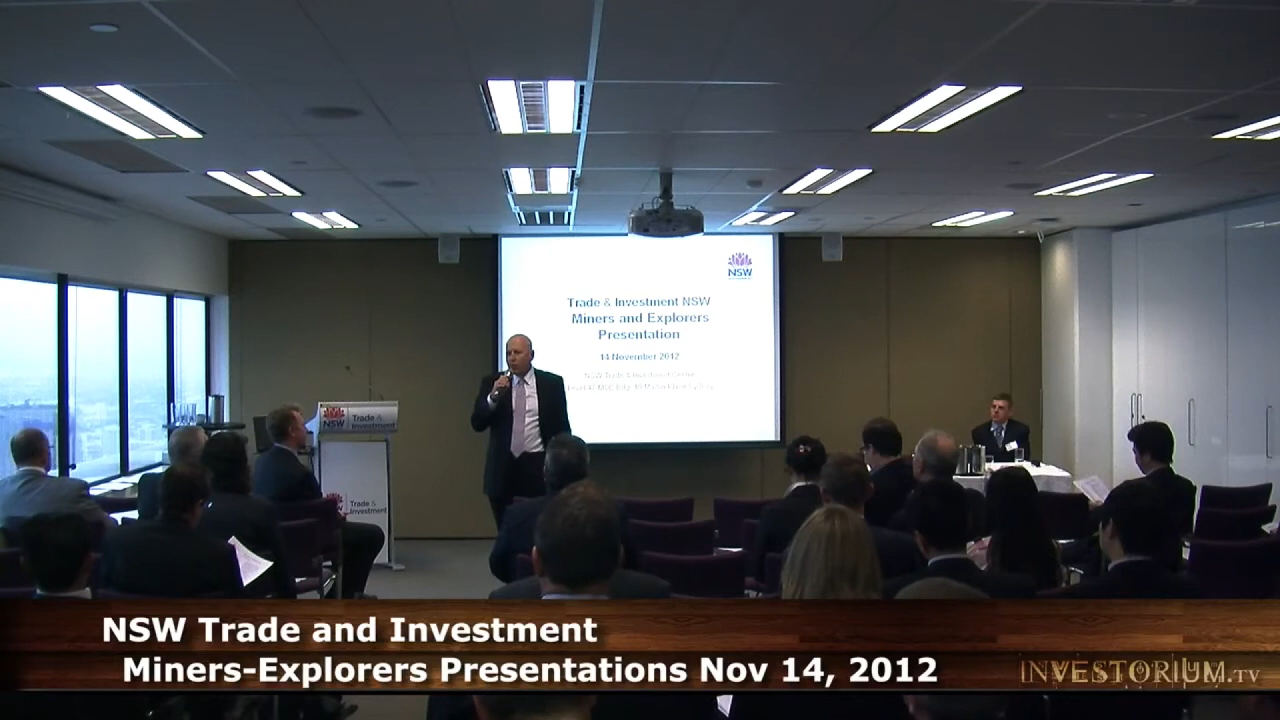 NSW
Trade & Investment NSW
Miners and Explorers
Presentation
14 November 2012
NSW
Trade &
Investment
Trade &
Investment
NSW Trade and Investment
Miners-Explorers Presentations Nov 14, 2012
INVESTORIUM.TV